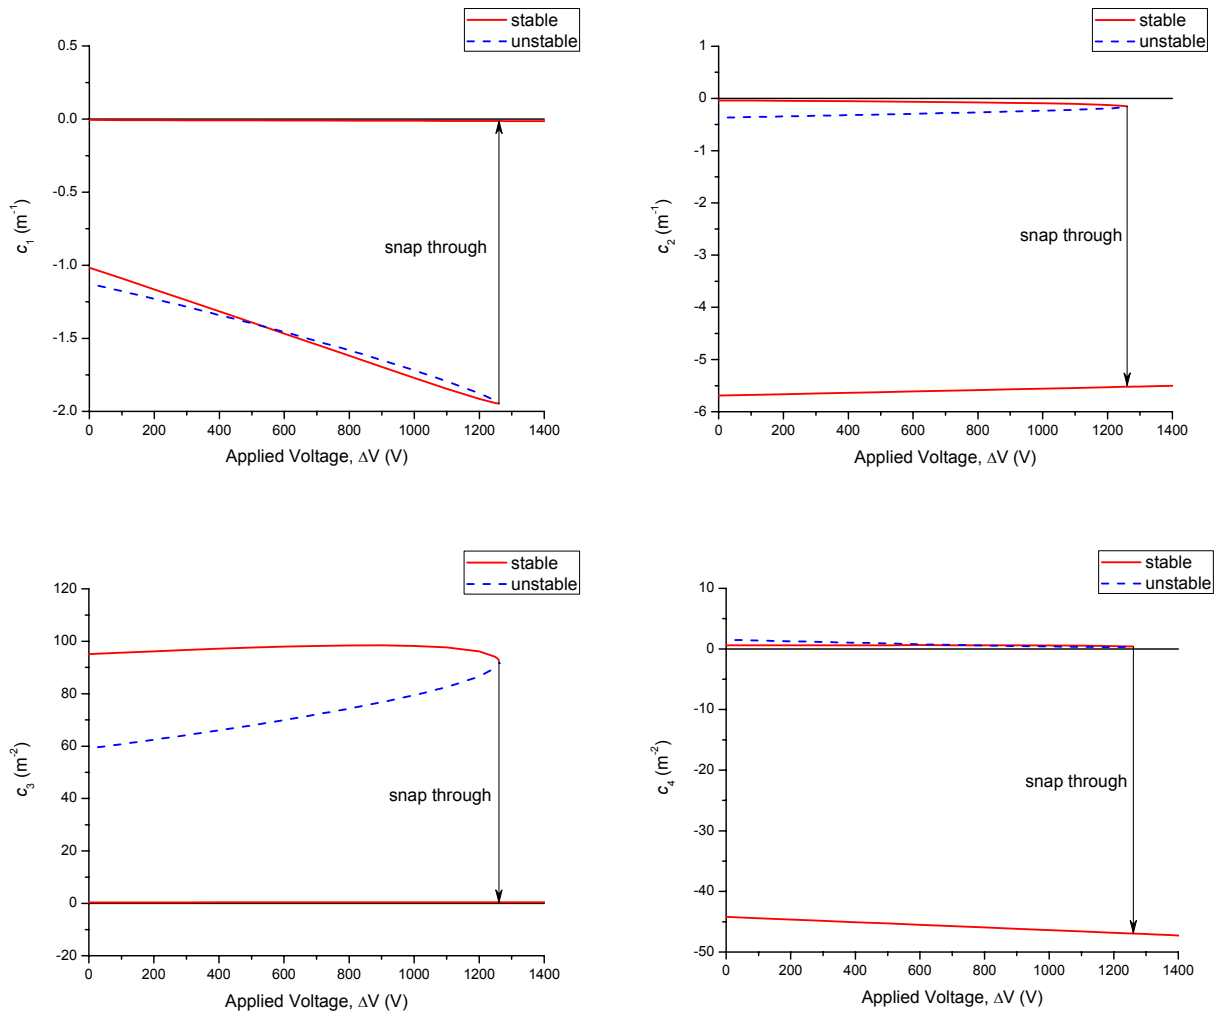 stable
unstable
0.5
0.0
-0.5
-1.0
-1.5
-2.0
c1 (m-1)
snap through
0 200 400 600 800 1000 1200 1400
Applied Voltage, ΔV (V)
stable
unstable
1
0
-1
-2
-3
-4
-5
-6
c2 (m-1)
snap through
0 200 400 600 800 1000 1200 1400
Applied Voltage, ΔV (V)
stable
unstable
120
100
80
60
40
20
0
-20
c3 (m-2)
snap through
0 200 400 600 800 1000 1200 1400
Applied Voltage, ΔV (V)
stable
unstable
10
0
-10
-20
-30
-40
-50
c4 (m-2)
snap through
0 200 400 600 800 1000 1200 1400
Applied Voltage, ΔV (V)